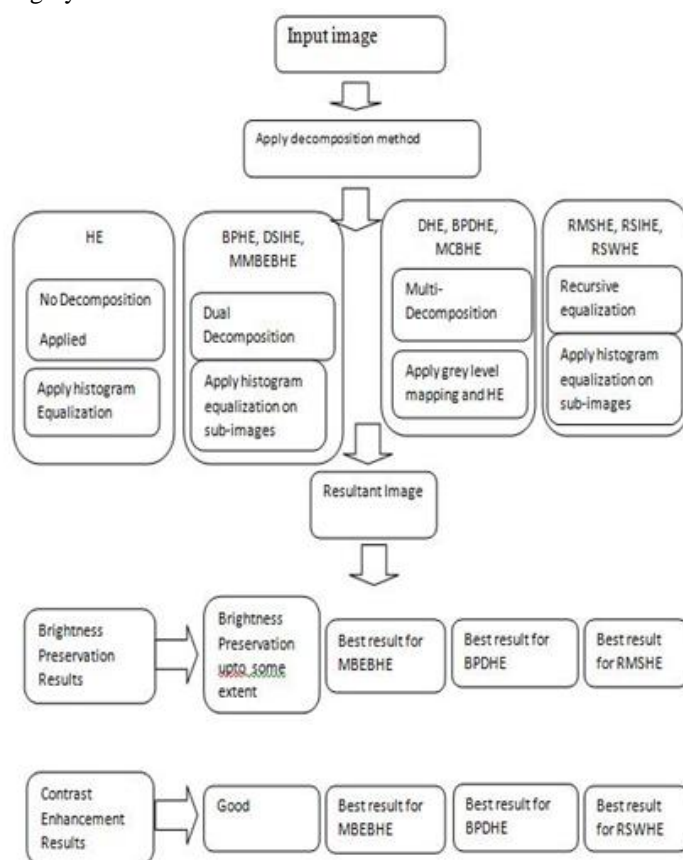 Input image
Apply decomposition method
HE
No Decomposition
Applied
Apply histogram
Equalization
BPHE, DSIHE,
MMBEBHE
Dual
Decomposition
Apply histogram
equalization on
sub-images
DHE, BPDHE,
MCBHE
Multi-
Decomposition
Apply grey level
mapping and HE
RMSHE, RSIHE,
RSWHE
Recursive
equalization
Apply histogram
equalization on
sub-images
Resultant Image
Brightness
Preservation
Results
Brightness
Preservation
upto some
extent
Best result for
MBEBHE
Best result for
BPDHE
Best result
for RMSHE
Contrast
Enhancement
Results
Good
Best result for
MBEBHE
Best result for
BPDHE
Best result
for RSWHE